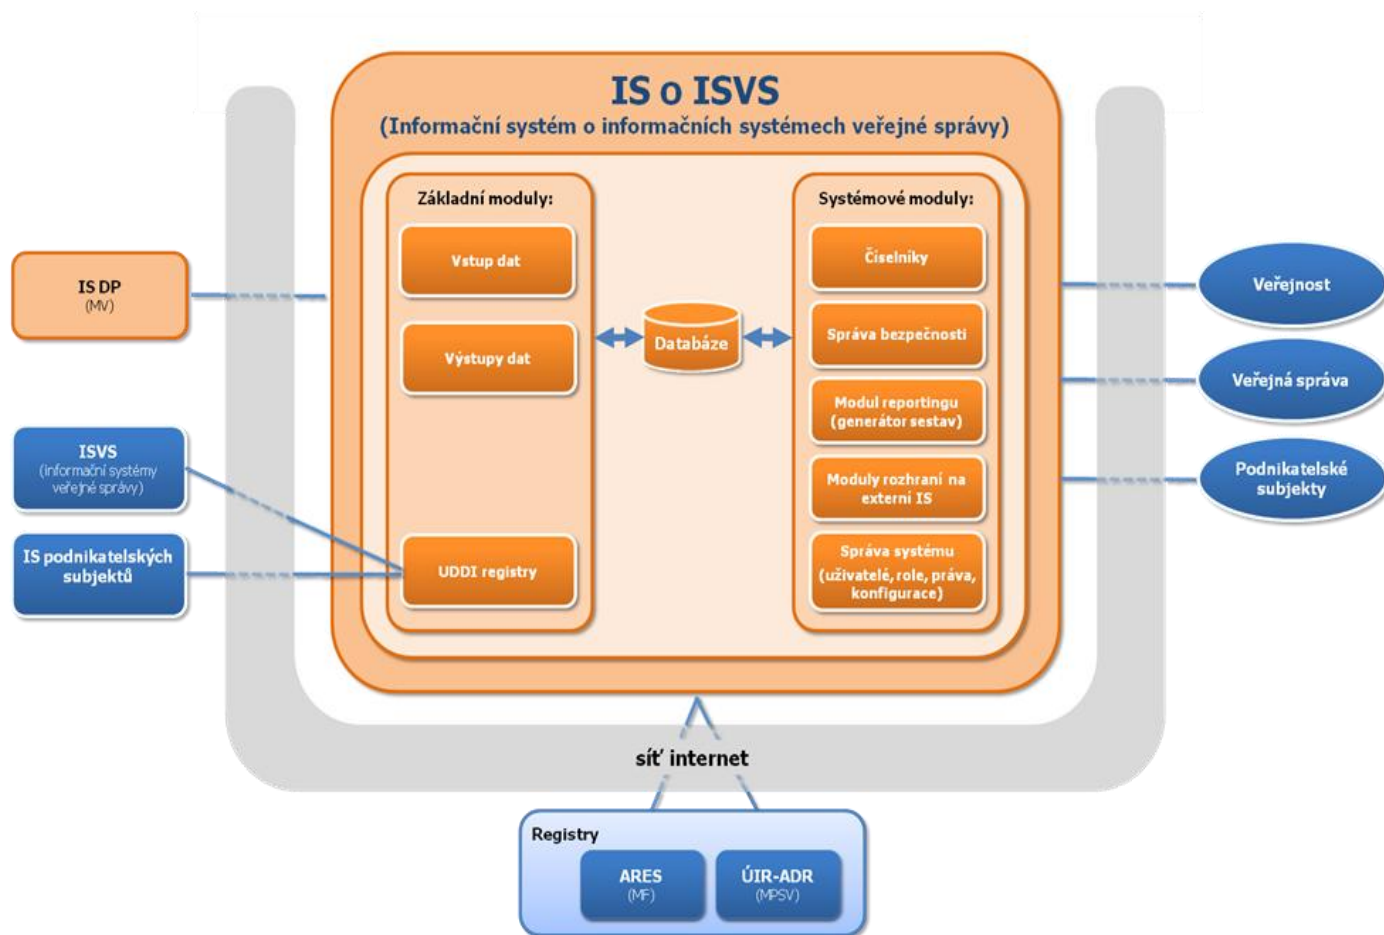 IS o ISVS
(Informační systém o informačních systémech veřejné správy)
Základní moduly:
Vstup dat
Výstupy dat
UDDI registry
Databáze
Systémové moduly:
Číselníky
Správa bezpečnosti
Modul reportingu
(generátor sestav)
Moduly rozhraní na
externí IS
Správa systému
(uživatelé, role, práva,
konfigurace)
IS DP
(MV)
ISVS
(informační systémy
veřejné správy)
IS podnikatelských
subjektů
Veřejnost
Veřejná správa
Podnikatelské
subjekty
síť internet
Registry
ARES
(MF)
ÚIR-ADR
(MPSV)